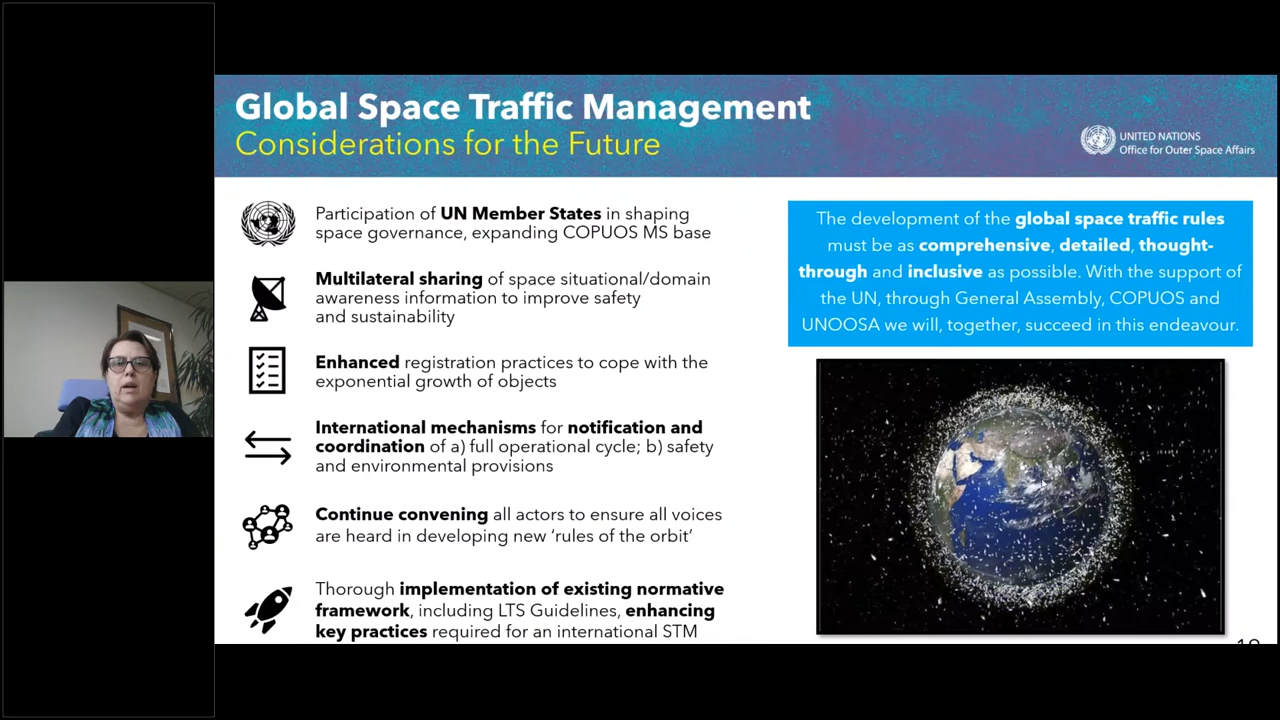 Global Space Traffic Management
Considerations for the Future
UNITED NATIONS
Office for Outer Space Affairs
Participation of UN Member States in shaping
space governance, expanding COPUOS MS base
Multilateral sharing of space situational/domain
awareness information to improve safety
and sustainability
Enhanced registration practices to cope with the
exponential growth of objects
International mechanisms for notification and
coordination of a) full operational cycle; b) safety
and environmental provisions
Continue convening all actors to ensure all voices
are heard in developing new ‘rules of the orbit’
Thorough implementation of existing normative
framework, including LTS Guidelines, enhancing
key practices required for an international STM
The development of the global space traffic rules
must be as comprehensive, detailed, thought-
through and inclusive as possible. With the support of
the UN, through General Assembly, COPUOS and
UNOOSA we will, together, succeed in this endeavour.